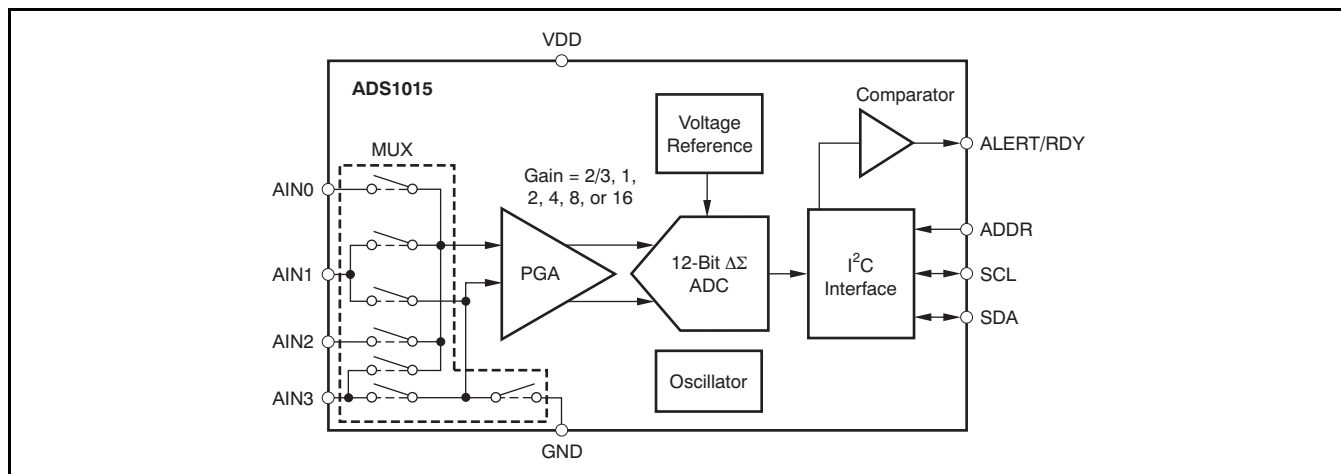 VDD
ADS1015
Comparator
Voltage
Reference
ALERT/RDY
MUX
Gain = 2/3, 1,
2, 4, 8, or 16
AIN0
ADDR
AIN1
PGA
12-Bit ΔΣ
ADC
I²C
Interface
SCL
SDA
AIN2
Oscillator
AIN3
GND